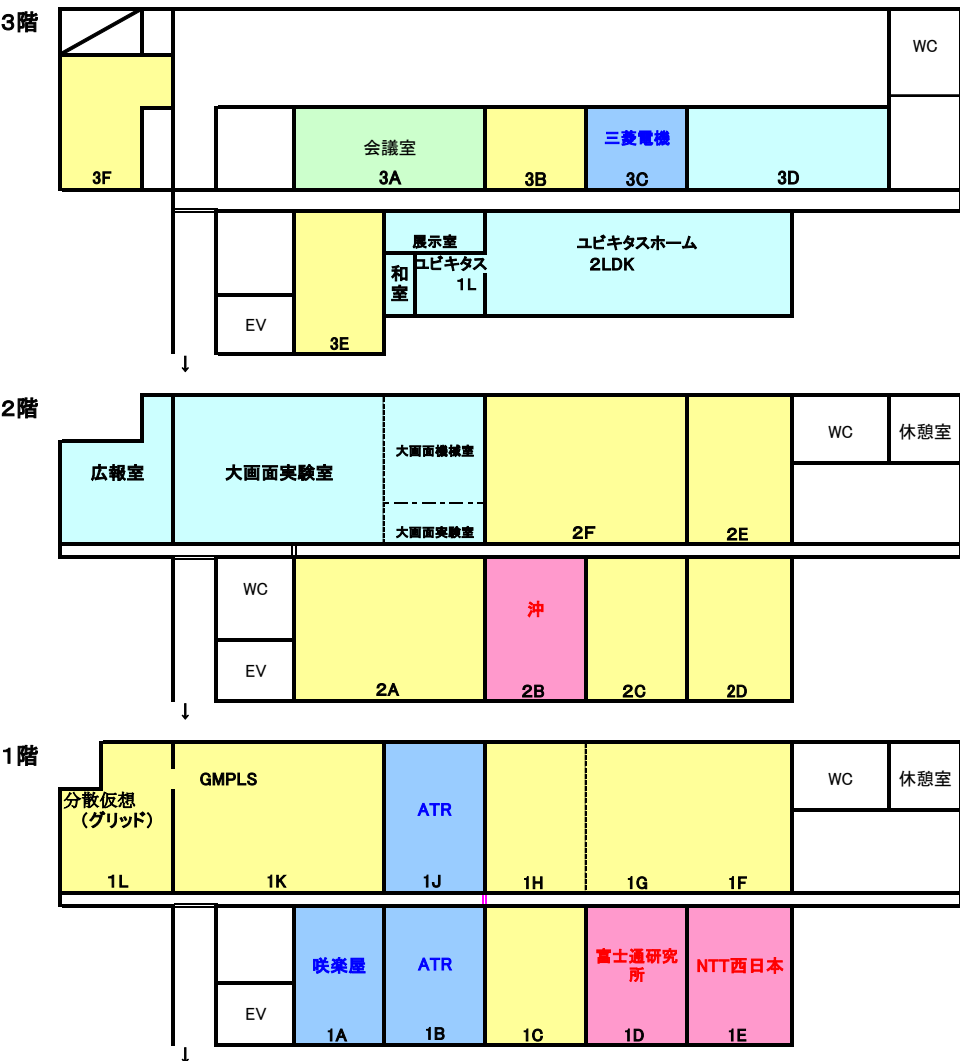 3階
WC
会議室
三菱電機
3F
3A
3B
3C
3D
展示室
ユビキタスホーム
2LDK
和
室
ユビキタス
1L
EV
3E
↓
2階
WC
休憩室
広報室
大画面実験室
大画面機械室
大画面実験室
2F
2E
WC
沖
EV
2A
2B
2C
2D
↓
1階
GMPLS
WC
休憩室
分散仮想
(グリッド)
ATR
1L
1K
1J
1H
1G
1F
咲楽屋
ATR
富士通研究
所
NTT西日本
EV
1A
1B
1C
1D
1E
↓